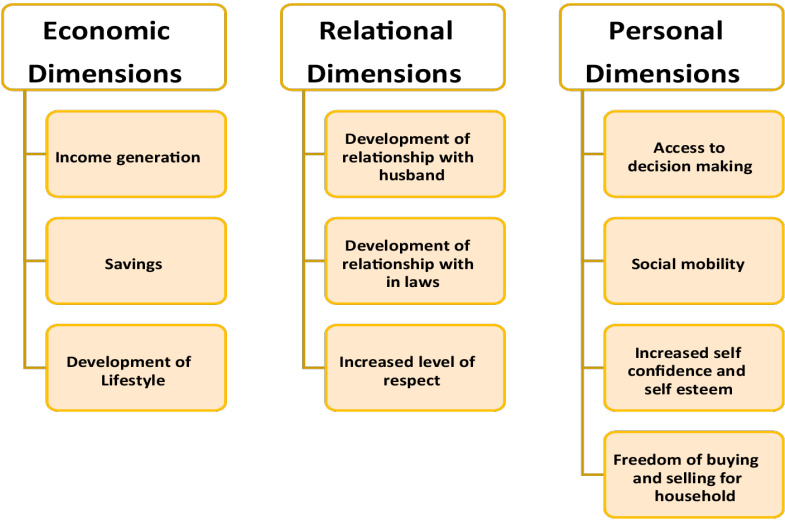 Economic
Dimensions
Income generation
Savings
Development of
Lifestyle
Relational
Dimensions
Development of
relationship with
husband
Development of
relationship with
in laws
Increased level of
respect
Personal
Dimensions
Access to
decision making
Social mobility
Increased self
confidence and
self esteem
Freedom of buying
and selling for
household